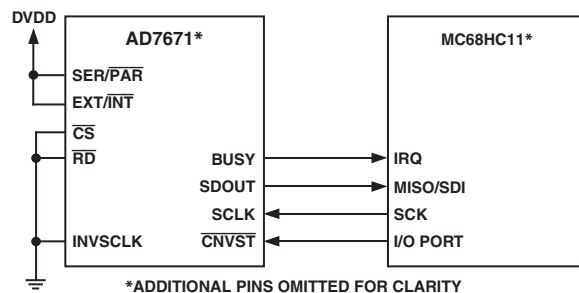 DVDD
AD7671*
MC68HC11*
SER/PAR
EXT/INT
CS
RD
BUSY
IRQ
SDOUT
MISO/SDI
SCLK
SCK
INVSCLK
CNVST
I/O PORT
*ADDITIONAL PINS OMITTED FOR CLARITY